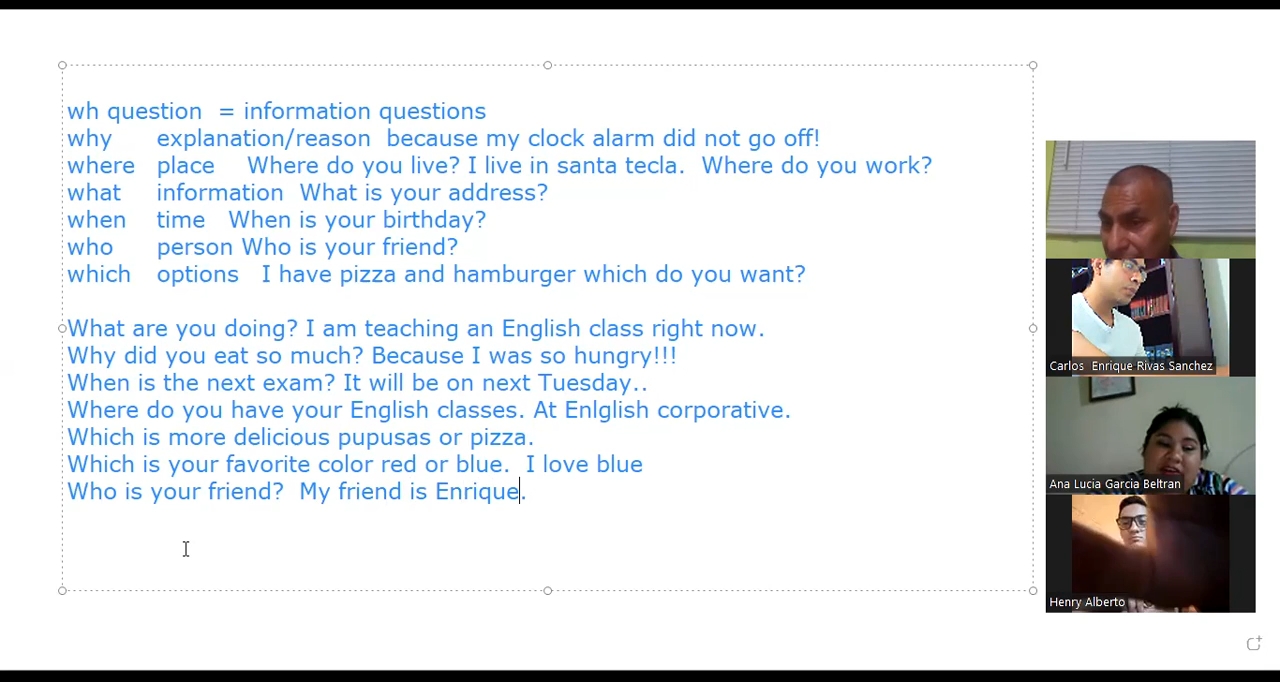 wh question = information questions
why explanation/reason because my clock alarm did not go off!
where place Where do you live? I live in santa tecla. Where do you work?
what information What is your address?
when time When is your birthday?
who person Who is your friend?
which options I have pizza and hamburger which do you want?
What are you doing? I am teaching an English class right now.
Why did you eat so much? Because I was so hungry!!!
When is the next exam? It will be on next Tuesday..
Where do you have your English classes. At Enlglish corporative.
Which is more delicious pupusas or pizza.
Which is your favorite color red or blue. I love blue
Who is your friend? My friend is Enrique.
Carlos Enrique Rivas Sanchez
Ana Lucia Garcia Beltran
Henry Alberto